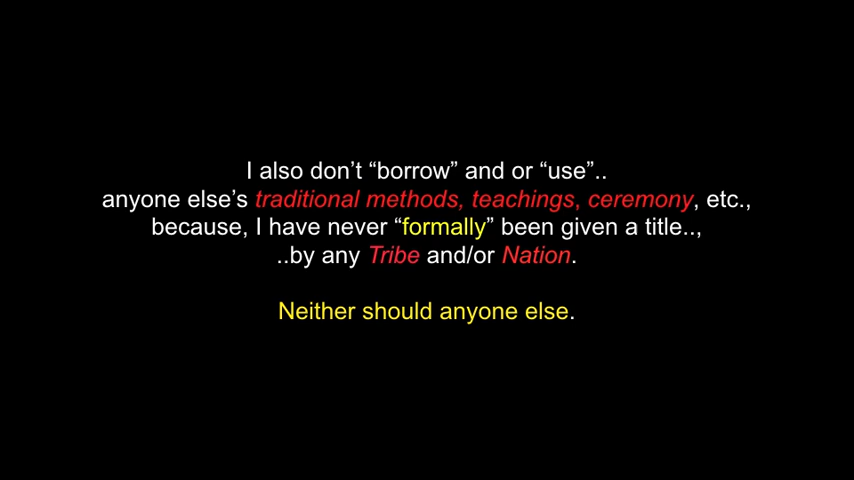 I also don’t “borrow” and or “use”..
anyone else’s traditional methods, teachings, ceremony, etc.,
because, I have never “formally” been given a title..,
..by any Tribe and/or Nation.
Neither should anyone else.